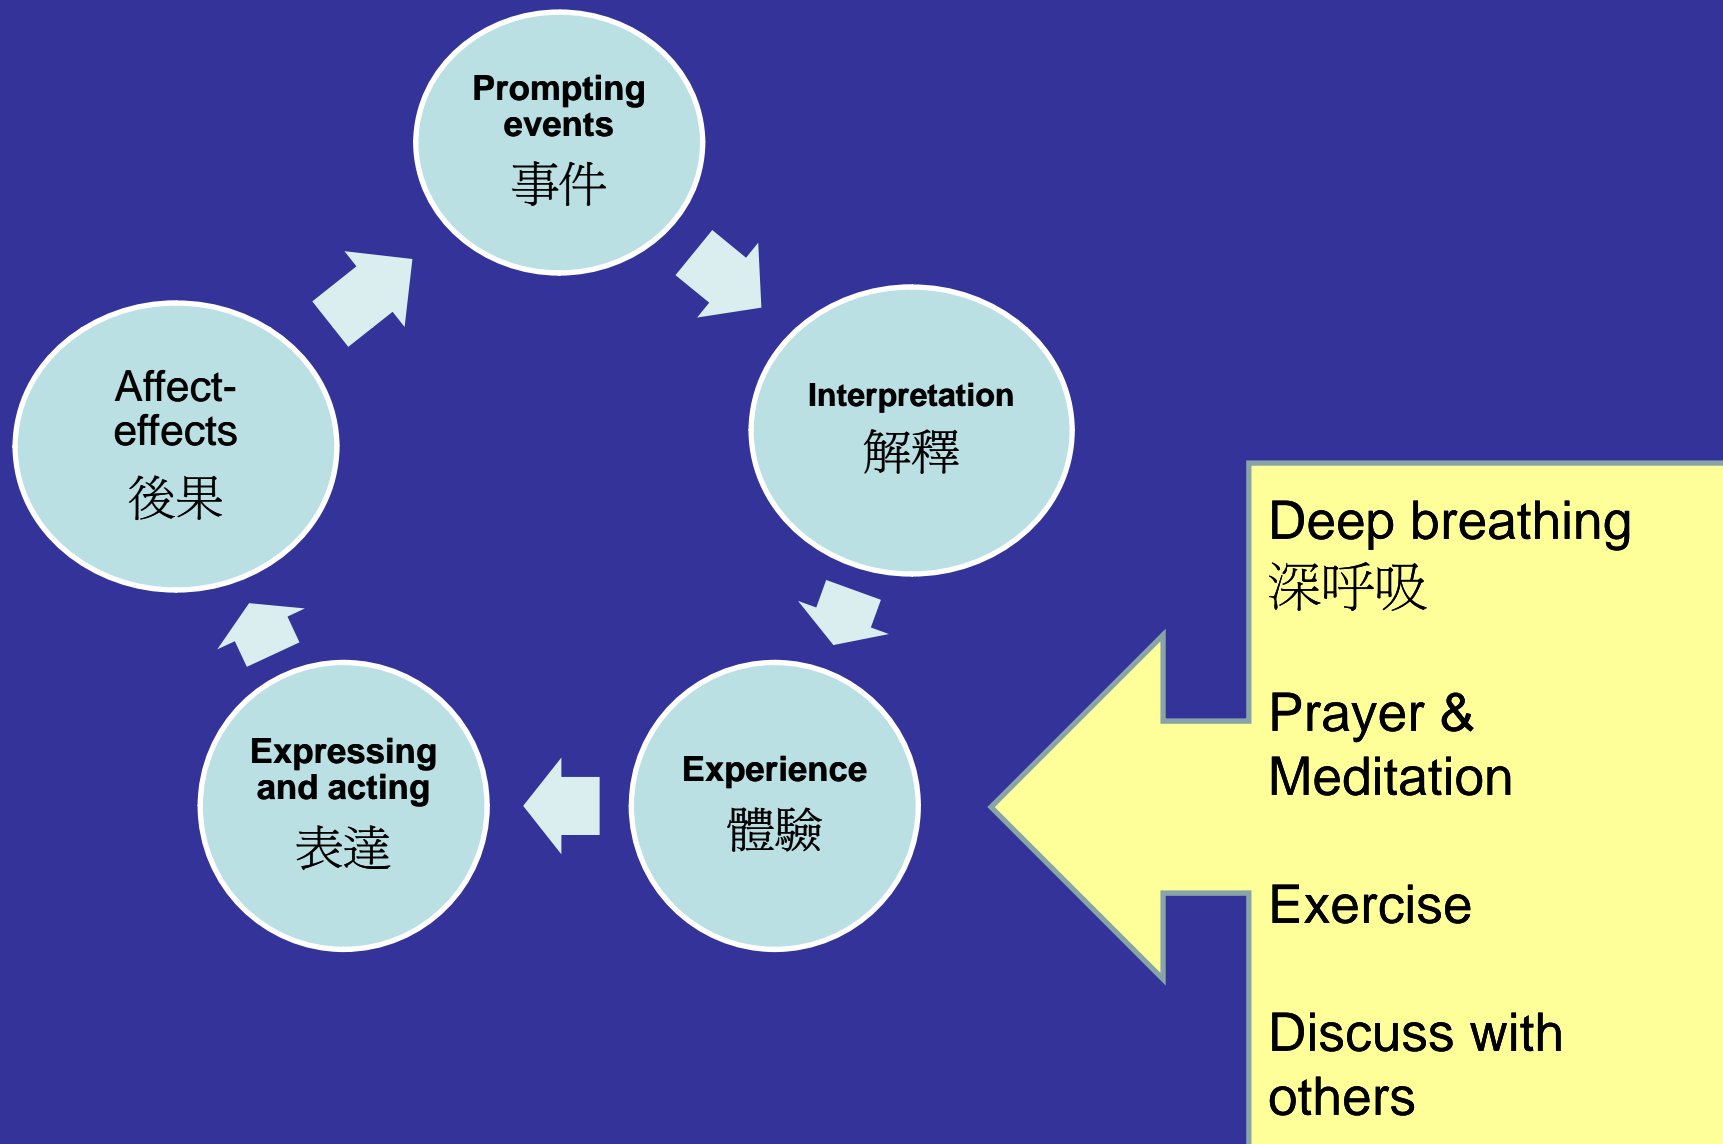 Prompting
events
事件
Interpretation
解釋
Experience
體驗
Expressing
and acting
表達
Affect-
effects
後果
Deep breathing
深呼吸
Prayer &
Meditation
Exercise
Discuss with
others